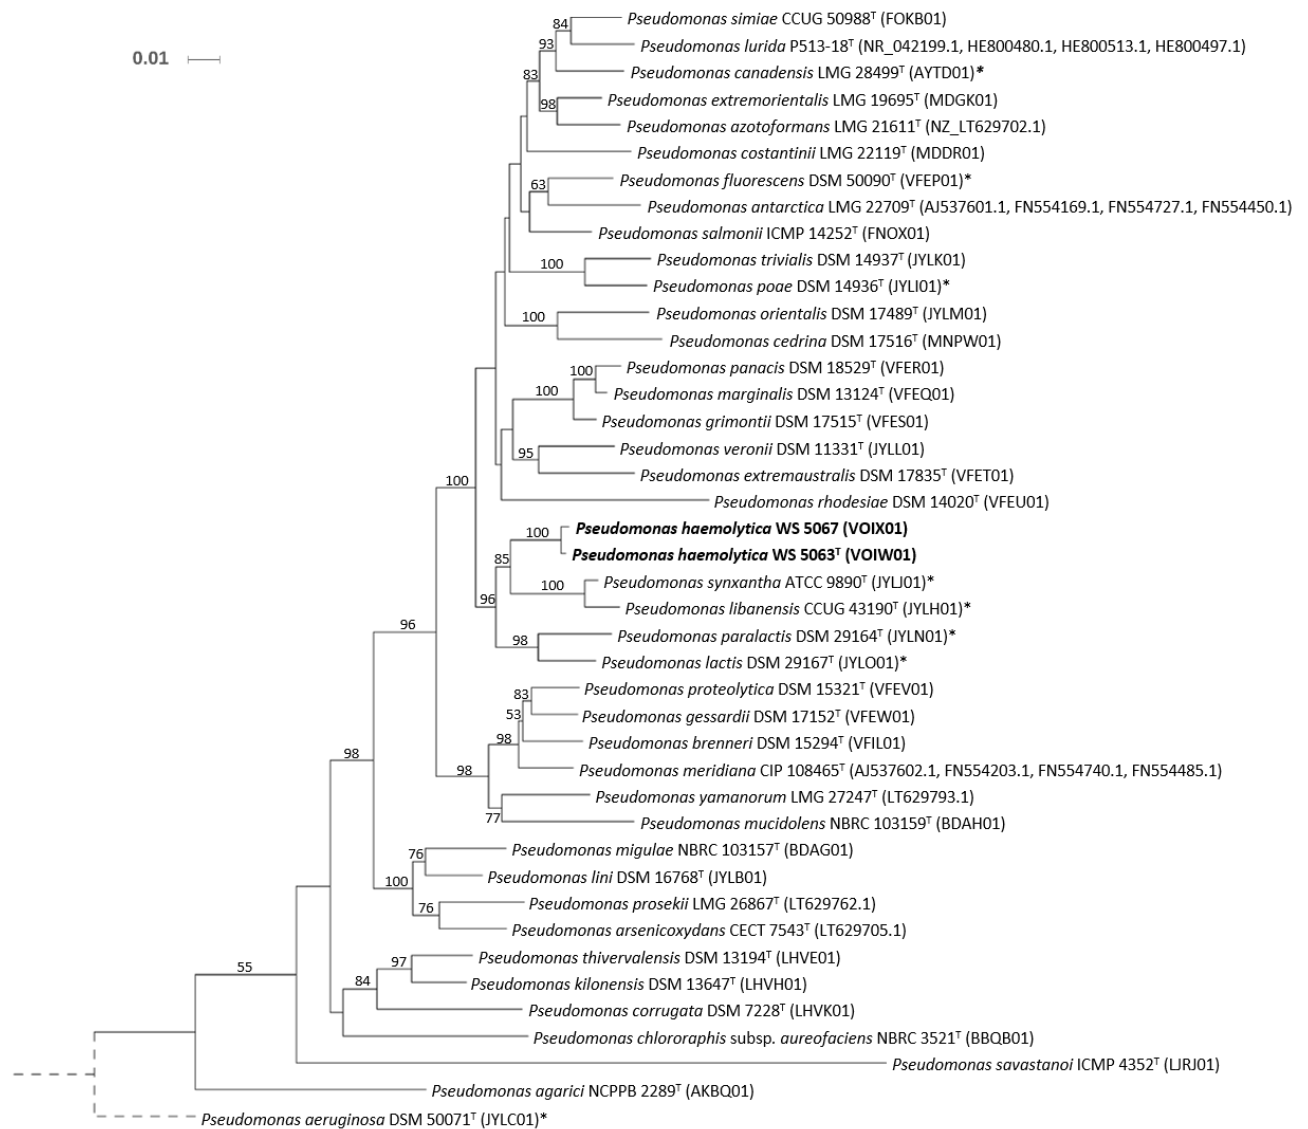 0.01
84
Pseudomonas simiae CCUG 50988ᵀ (FOKB01)
93
Pseudomonas lurida P513-18ᵀ (NR_042199.1, HE800480.1, HE800513.1, HE800497.1)
83
Pseudomonas canadensis LMG 28499ᵀ (AYTD01)*
98
Pseudomonas extremorientalis LMG 19695ᵀ (MDGK01)
Pseudomonas azotoformans LMG 21611ᵀ (NZ_LT629702.1)
Pseudomonas costantinii LMG 22119ᵀ (MDDR01)
63
Pseudomonas fluorescens DSM 50090ᵀ (VFEP01)*
Pseudomonas antarctica LMG 22709ᵀ (AJ537601.1, FN554169.1, FN554727.1, FN554450.1)
Pseudomonas salmonii ICMP 14252ᵀ (FNOX01)
100
Pseudomonas trivialis DSM 14937ᵀ (JYLK01)
Pseudomonas poae DSM 14936ᵀ (JYLI01)*
100
Pseudomonas orientalis DSM 17489ᵀ (JYLM01)
Pseudomonas cedrina DSM 17516ᵀ (MNPW01)
100
Pseudomonas panacis DSM 18529ᵀ (VFER01)
100
Pseudomonas marginalis DSM 13124ᵀ (VFEQ01)
Pseudomonas grimontii DSM 17515ᵀ (VFES01)
95
Pseudomonas veronii DSM 11331ᵀ (JYLL01)
Pseudomonas extremaustralis DSM 17835ᵀ (VFET01)
100
Pseudomonas rhodesiae DSM 14020ᵀ (VFEU01)
100
Pseudomonas haemolytica WS 5067 (VOIX01)
85
Pseudomonas haemolytica WS 5063ᵀ (VOIW01)
100
Pseudomonas synxantha ATCC 9890ᵀ (JYLJ01)*
96
Pseudomonas libanensis CCUG 43190ᵀ (JYLH01)*
96
98
Pseudomonas paralactis DSM 29164ᵀ (JYLN01)*
Pseudomonas lactis DSM 29167ᵀ (JYLO01)*
83
Pseudomonas proteolytica DSM 15321ᵀ (VFEV01)
53
Pseudomonas gessardii DSM 17152ᵀ (VFEW01)
98
98
Pseudomonas brenneri DSM 15294ᵀ (VFIL01)
98
Pseudomonas meridiana CIP 108465ᵀ (AJ537602.1, FN554203.1, FN554740.1, FN554485.1)
Pseudomonas yamanorum LMG 27247ᵀ (LT629793.1)
77
Pseudomonas mucidolens NBRC 103159ᵀ (BDAH01)
76
Pseudomonas migulae NBRC 103157ᵀ (BDAG01)
100
Pseudomonas lini DSM 16768ᵀ (JYLB01)
76
Pseudomonas prosekii LMG 26867ᵀ (LT629762.1)
Pseudomonas arsenicoxydans CECT 7543ᵀ (LT629705.1)
97
Pseudomonas thivervalensis DSM 13194ᵀ (LHVE01)
55
84
Pseudomonas kilonensis DSM 13647ᵀ (LHVH01)
Pseudomonas corrugata DSM 7228ᵀ (LHVK01)
Pseudomonas chlororaphis subsp. aureofaciens NBRC 3521ᵀ (BBQB01)
Pseudomonas savastanoi ICMP 4352ᵀ (LJRJ01)
Pseudomonas agarici NCPPB 2289ᵀ (AKBQ01)
Pseudomonas aeruginosa DSM 50071ᵀ (JYLC01)*